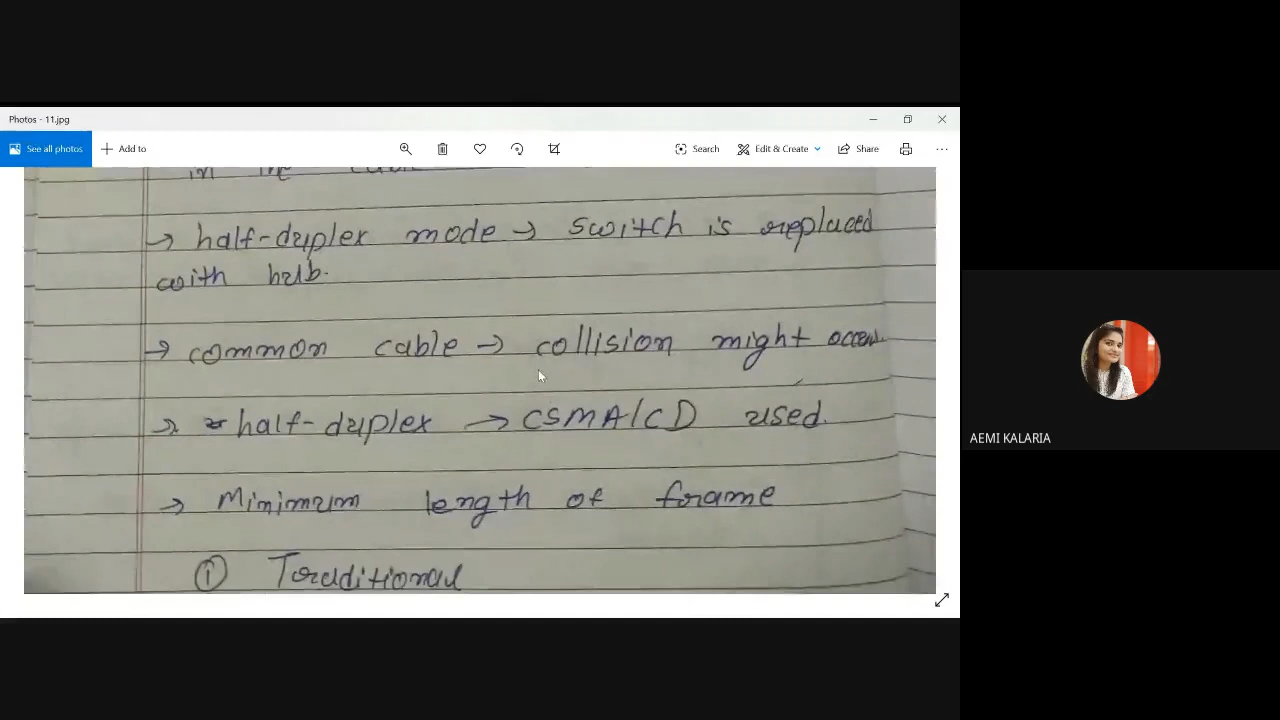 Photos - 11.jpg
See all photos
Add to
Search
Edit & Create
Share
in the
→ half-duplex mode → switch is replaced
with hub.
→ common cable → collision might occur
→ half-duplex → CSMA/CD used.
→ Minimum length of frame
① Traditional
AEMI KALARIA